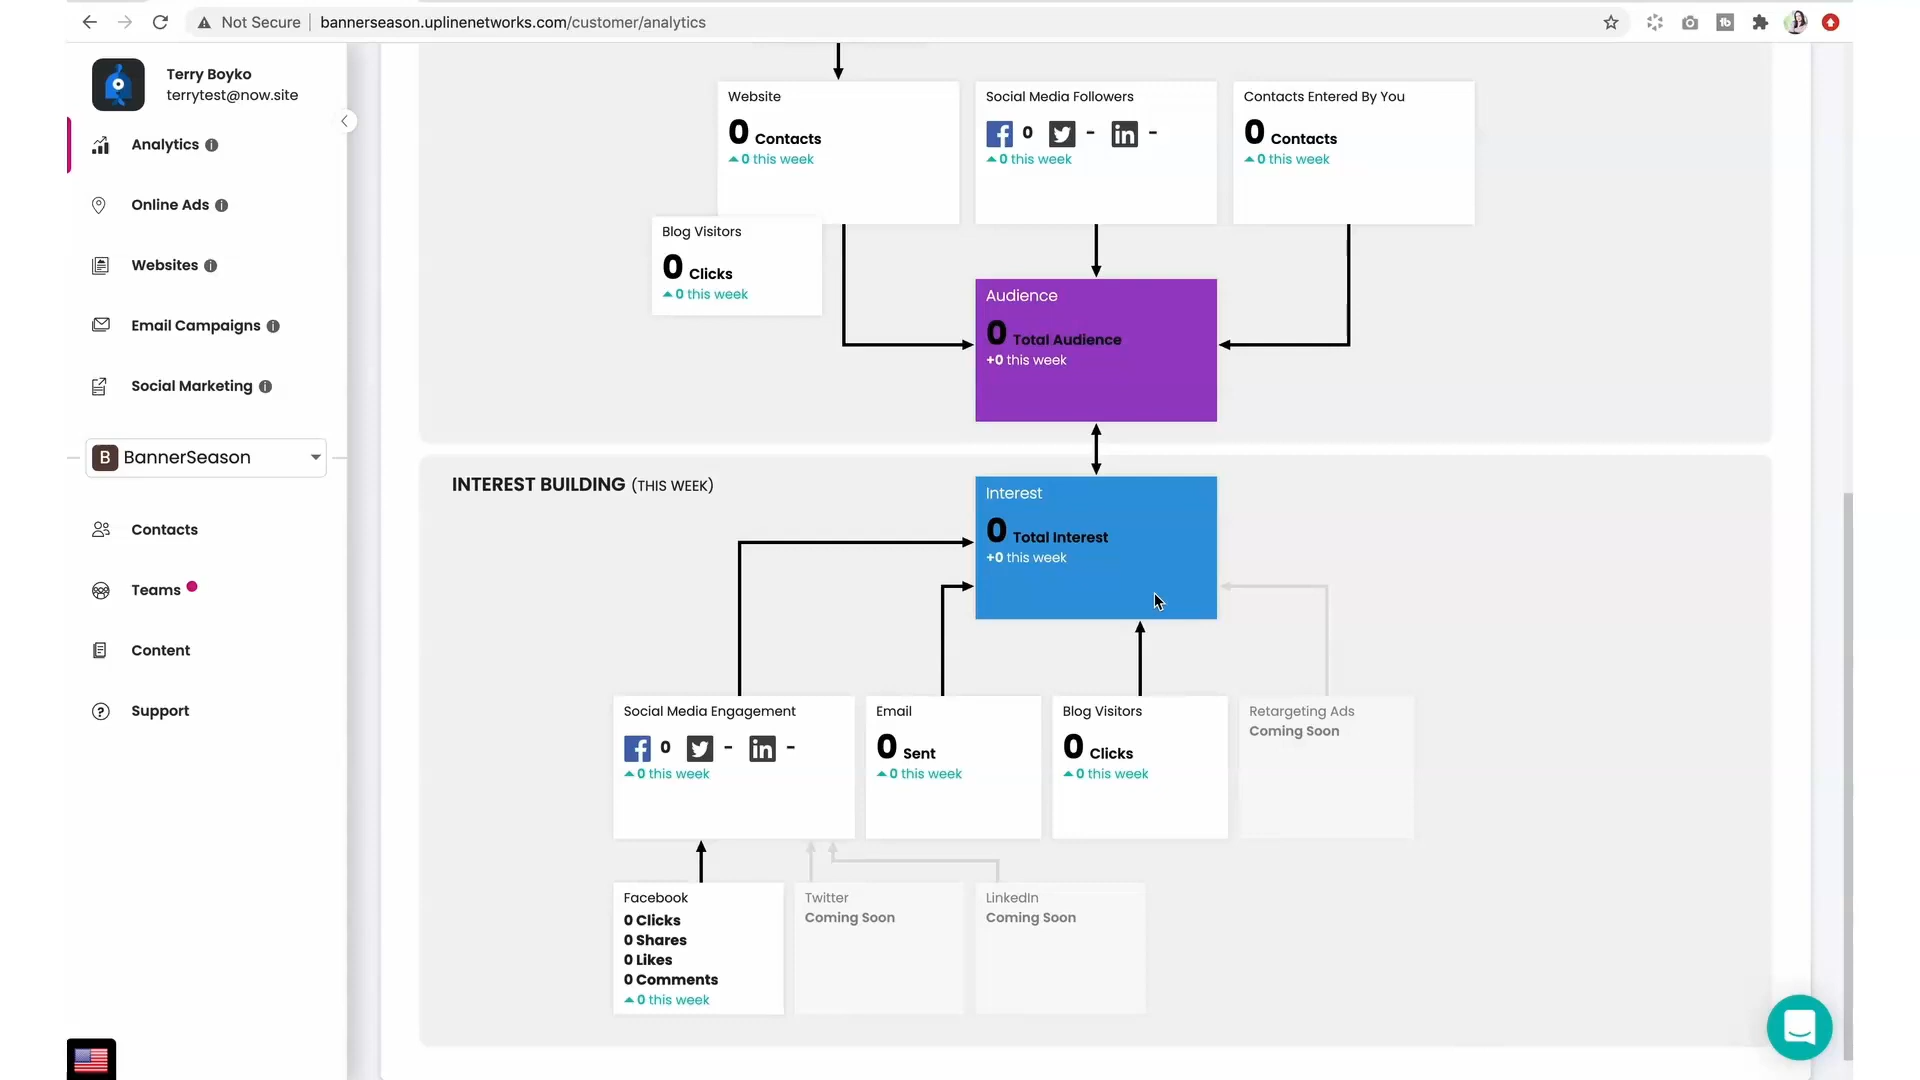 Not Secure
bannerseason.uplinenetworks.com/customer/analytics
Terry Boyko
terrytest@now.site
Analytics
Online Ads
Websites
Email Campaigns
Social Marketing
B BannerSeason
Contacts
Teams
Content
Support
Website
0 Contacts
0 this week
Social Media Followers
0 - -
0 this week
Contacts Entered By You
0 Contacts
0 this week
Blog Visitors
0 Clicks
0 this week
Audience
0 Total Audience
+0 this week
INTEREST BUILDING (THIS WEEK)
Interest
0 Total Interest
+0 this week
Social Media Engagement
0 - -
0 this week
Email
0 Sent
0 this week
Blog Visitors
0 Clicks
0 this week
Retargeting Ads
Coming Soon
Facebook
0 Clicks
0 Shares
0 Likes
0 Comments
0 this week
Twitter
Coming Soon
LinkedIn
Coming Soon